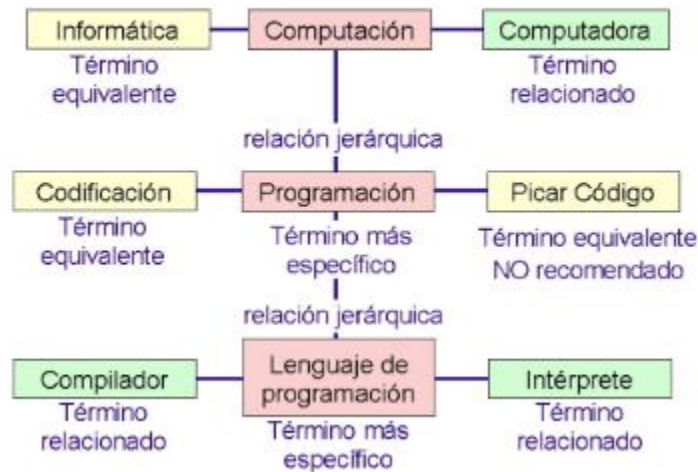 Informática
Computación
Computadora
Término
equivalente
Término
relacionado
relación jerárquica
Codificación
Programación
Picar Código
Término
equivalente
Término más
específico
Término equivalente
NO recomendado
relación jerárquica
Compilador
Lenguaje de
programación
Intérprete
Término
relacionado
Término más
específico
Término
relacionado